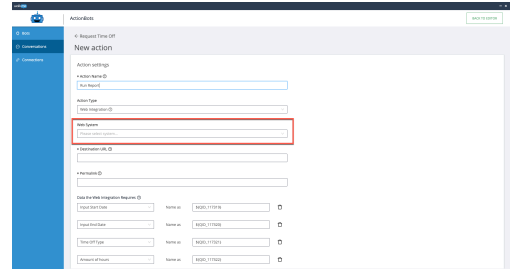 ActionBots
BACK TO EDITOR
Bots
Conversations
Connections
Request Time Off
New action
Action settings
* Action Name
Run Report
Action Type
Web Integration
Web System
Please select system...
* Destination URL
* Permalink
Data the Web Integration Requires
Input Start Date Name as
Input End Date Name as
Time Off Type Name as
Amount of hours Name as